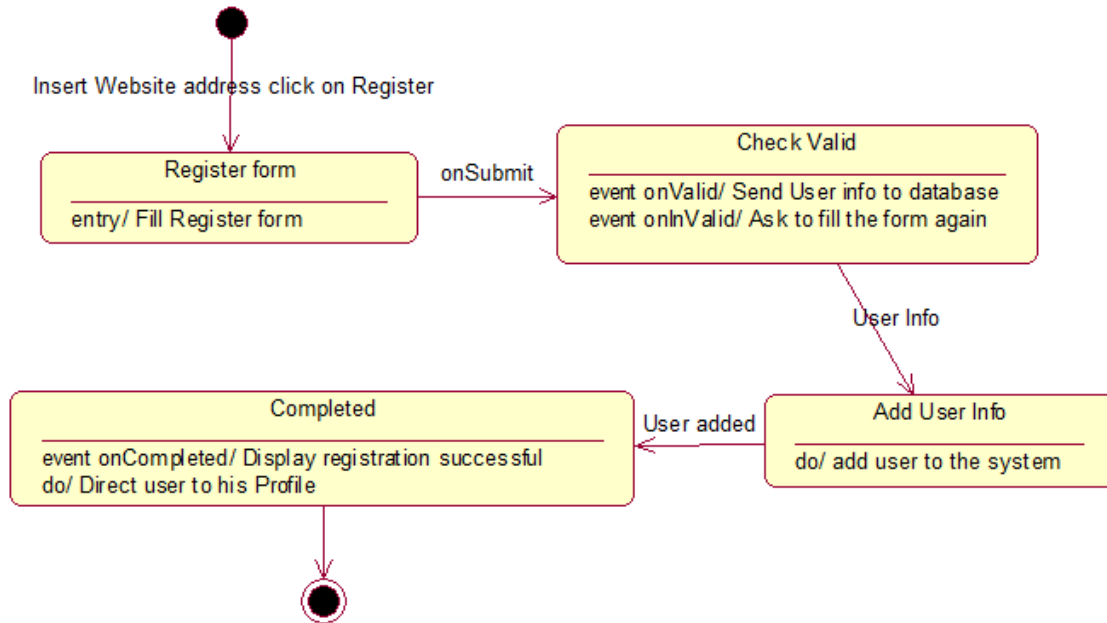 Insert Website address click on Register
Register form
entry/ Fill Register form
onSubmit
Check Valid
event onValid/ Send User info to database
event onInValid/ Ask to fill the form again
User Info
Add User Info
do/ add user to the system
User added
Completed
event onCompleted/ Display registration successful
do/ Direct user to his Profile